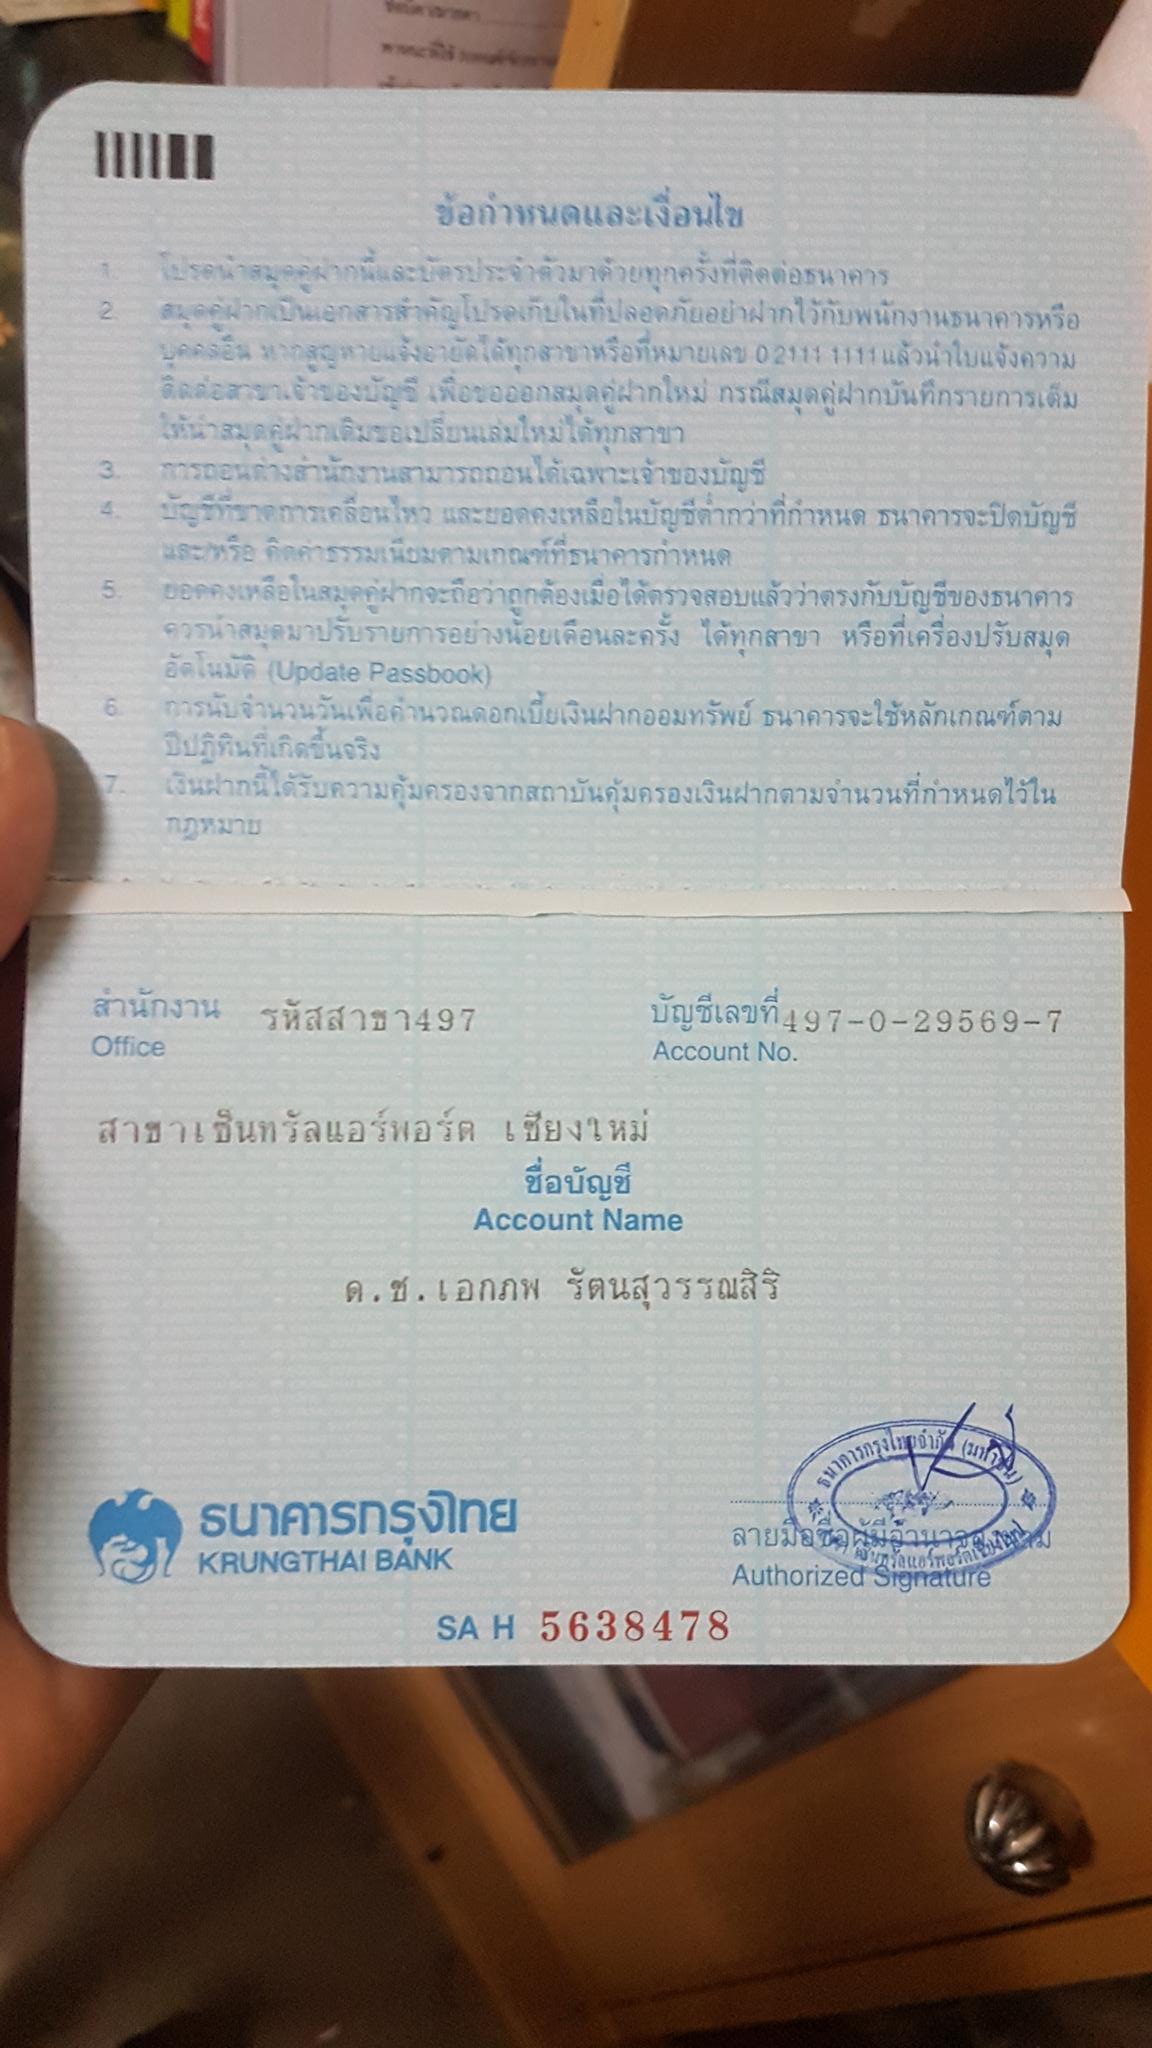 ข้อกำหนดและเงื่อนไข
1. โปรดนำสมุดคู่ฝากนี้และบัตรประจำตัวมาด้วยทุกครั้งที่ติดต่อธนาคาร
2. สมุดคู่ฝากเป็นเอกสารสำคัญโปรดเก็บในที่ปลอดภัยอย่าฝากไว้กับพนักงานธนาคารหรือ
บุคคลอื่น หากสูญหายแจ้งอายัดได้ทุกสาขาหรือที่หมายเลข 0 2111 1111 แล้วนำใบแจ้งความ
ติดต่อสาขาเจ้าของบัญชี เพื่อขอออกสมุดคู่ฝากใหม่ กรณีสมุดคู่ฝากบันทึกรายการเต็ม
ให้นำสมุดคู่ฝากเดิมขอเปลี่ยนเล่มใหม่ได้ทุกสาขา
3. การถอนต่างสำนักงานสามารถถอนได้เฉพาะเจ้าของบัญชี
4. บัญชีที่ขาดการเคลื่อนไหว และยอดคงเหลือในบัญชีต่ำกว่าที่กำหนด ธนาคารจะปิดบัญชี
และ/หรือ คิดค่าธรรมเนียมตามเกณฑ์ที่ธนาคารกำหนด
5. ยอดคงเหลือในสมุดคู่ฝากจะถือว่าถูกต้องเมื่อได้ตรวจสอบแล้วว่าตรงกับบัญชีของธนาคาร
ควรนำสมุดมาปรับรายการอย่างน้อยเดือนละครั้ง ได้ทุกสาขา หรือที่เครื่องปรับสมุด
อัตโนมัติ (Update Passbook)
6. การนับจำนวนวันเพื่อคำนวณดอกเบี้ยเงินฝากออมทรัพย์ ธนาคารจะใช้หลักเกณฑ์ตาม
ปีปฏิทินที่เกิดขึ้นจริง
7. เงินฝากนี้ได้รับความคุ้มครองจากสถาบันคุ้มครองเงินฝากตามจำนวนที่กำหนดไว้ใน
กฎหมาย
สำนักงาน รหัสสาขา497 บัญชีเลขที่ 497-0-29569-7
Office Account No.
สาขาเซ็นทรัลแอร์พอร์ต เชียงใหม่
ชื่อบัญชี
Account Name
ด.ช.เอกภพ รัตนสุวรรณสิริ
ธนาคารกรุงไทยจำกัด (มหาชน)
ธนาคารกรุงไทย
KRUNGTHAI BANK
ลายมือชื่อผู้มีอำนาจลงนาม
Authorized Signature
SA H 5638478